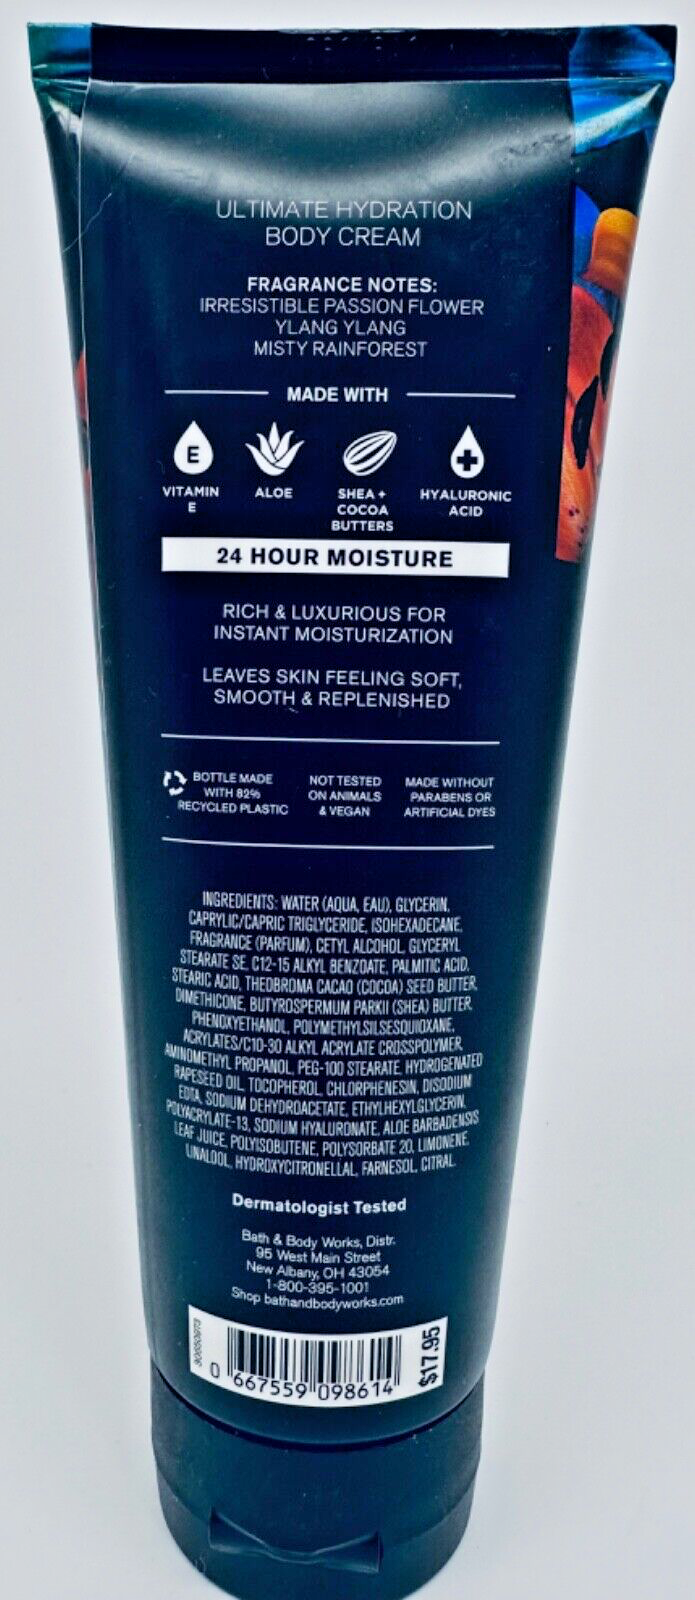 ULTIMATE HYDRATION
BODY CREAM
FRAGRANCE NOTES:
IRRESISTIBLE PASSION FLOWER
YLANG YLANG
MISTY RAINFOREST
MADE WITH
E
VITAMIN
E
ALOE
SHEA +
COCOA
BUTTERS
HYALURONIC
ACID
24 HOUR MOISTURE
RICH & LUXURIOUS FOR
INSTANT MOISTURIZATION
LEAVES SKIN FEELING SOFT,
SMOOTH & REPLENISHED
BOTTLE MADE
WITH 82%
RECYCLED PLASTIC
NOT TESTED
ON ANIMALS
& VEGAN
MADE WITHOUT
PARABENS OR
ARTIFICIAL DYES
INGREDIENTS: WATER (AQUA, EAU), GLYCERIN,
CAPRYLIC/CAPRIC TRIGLYCERIDE, ISOHEXADECANE,
FRAGRANCE (PARFUM), CETYL ALCOHOL, GLYCERYL
STEARATE SE, C12-15 ALKYL BENZOATE, PALMITIC ACID,
STEARIC ACID, THEOBROMA CACAO (COCOA) SEED BUTTER,
DIMETHICONE, BUTYROSPERMUM PARKII (SHEA) BUTTER,
PHENOXYETHANOL, POLYMETHYLSILSESQUIOXANE,
ACRYLATES/C10-30 ALKYL ACRYLATE CROSSPOLYMER,
AMINOMETHYL PROPANOL, PEG-100 STEARATE, HYDROGENATED
RAPESEED OIL, TOCOPHEROL, CHLORPHENESIN, DISODIUM
EDTA, SODIUM DEHYDROACETATE, ETHYLHEXYLGLYCERIN,
POLYACRYLATE-13, SODIUM HYALURONATE, ALOE BARBADENSIS
LEAF JUICE, POLYISOBUTENE, POLYSORBATE 20, LIMONENE,
LINALOOL, HYDROXYCITRONELLAL, FARNESOL, CITRAL.
Dermatologist Tested
Bath & Body Works, Distr.
95 West Main Street
New Albany, OH 43054
1-800-395-1001
Shop bathandbodyworks.com
0 667559 098614
$17.95